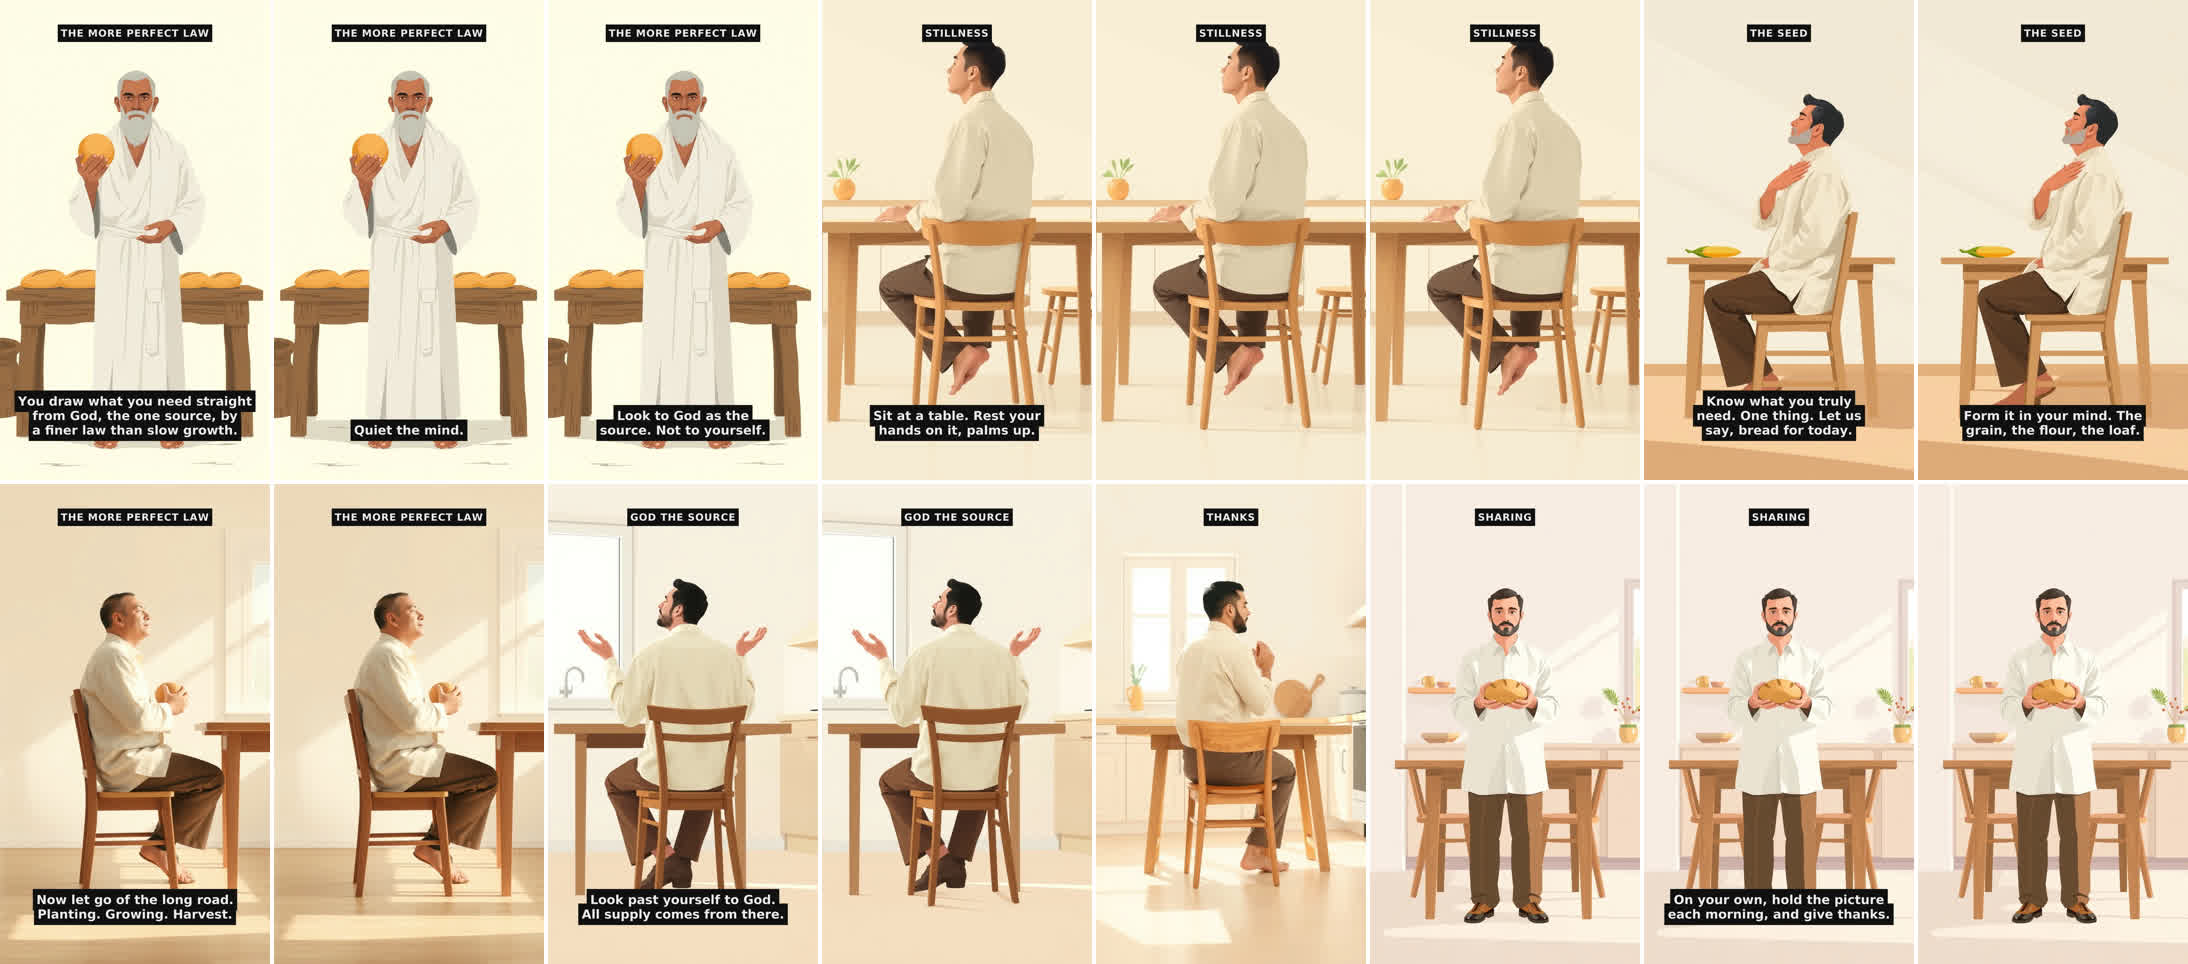 THE MORE PERFECT LAW
You draw what you need straight
from God, the one source, by
a finer law than slow growth.
THE MORE PERFECT LAW
Quiet the mind.
THE MORE PERFECT LAW
Look to God as the
source. Not to yourself.
STILLNESS
Sit at a table. Rest your
hands on it, palms up.
STILLNESS
STILLNESS
THE SEED
Know what you truly
need. One thing. Let us
say, bread for today.
THE SEED
Form it in your mind. The
grain, the flour, the loaf.
THE MORE PERFECT LAW
Now let go of the long road.
Planting. Growing. Harvest.
THE MORE PERFECT LAW
GOD THE SOURCE
Look past yourself to God.
All supply comes from there.
GOD THE SOURCE
THANKS
SHARING
SHARING
On your own, hold the picture
each morning, and give thanks.